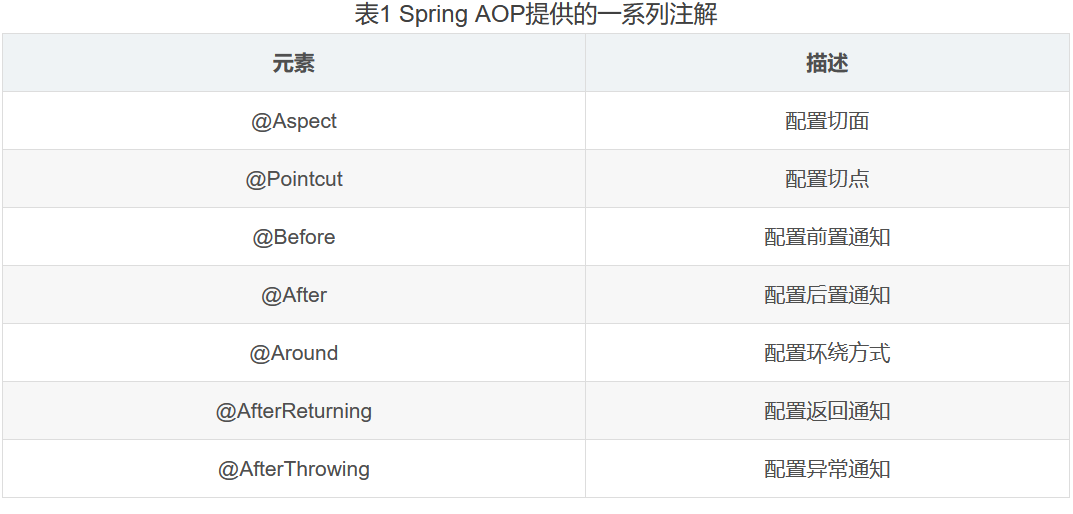 表1 Spring AOP提供的一系列注解
元素 描述
@Aspect 配置切面
@Pointcut 配置切点
@Before 配置前置通知
@After 配置后置通知
@Around 配置环绕方式
@AfterReturning 配置返回通知
@AfterThrowing 配置异常通知